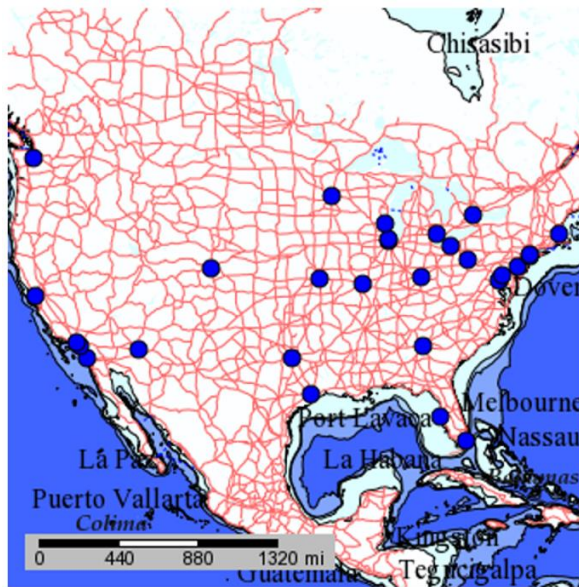 Chisasibi
Dover
Port Lavaca
Melbourne
Nassau
La Paz
La Habana
Bahamas
Puerto Vallarta
Colima
Kingston
0 440 880 1320 mi
Guatemala
Tegucigalpa